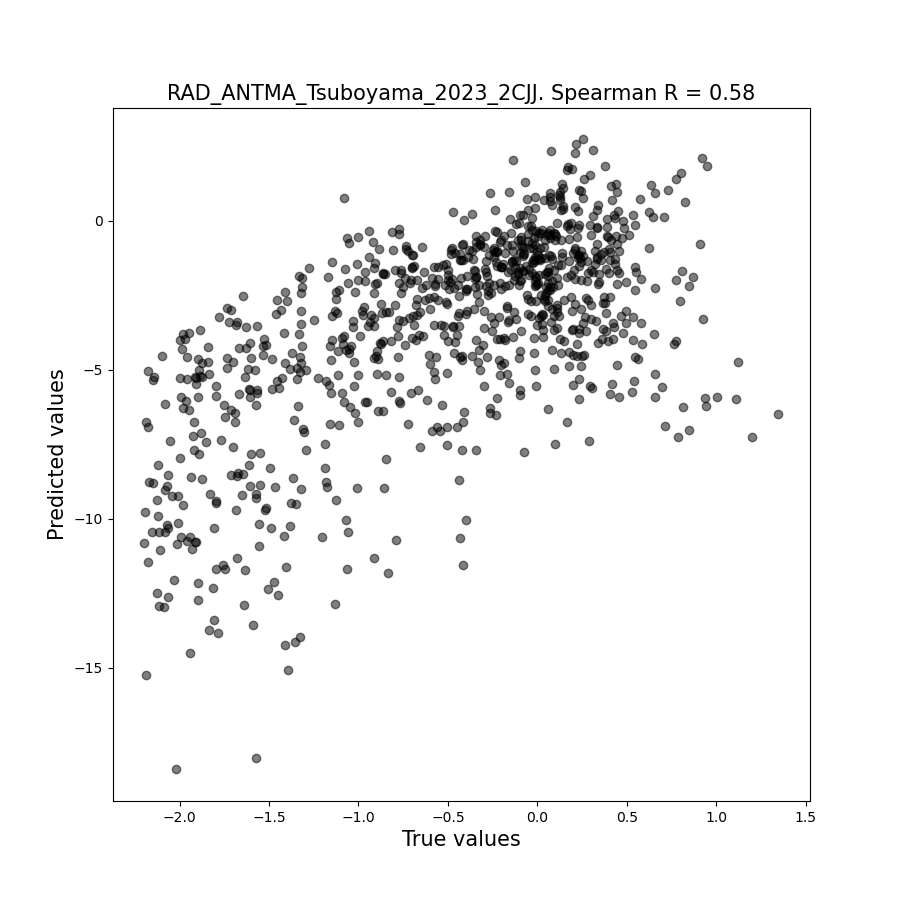 RAD_ANTMA_Tsuboyama_2023_2CJJ. Spearman R = 0.58
Predicted values
0
−5
−10
−15
−2.0 −1.5 −1.0 −0.5 0.0 0.5 1.0 1.5
True values